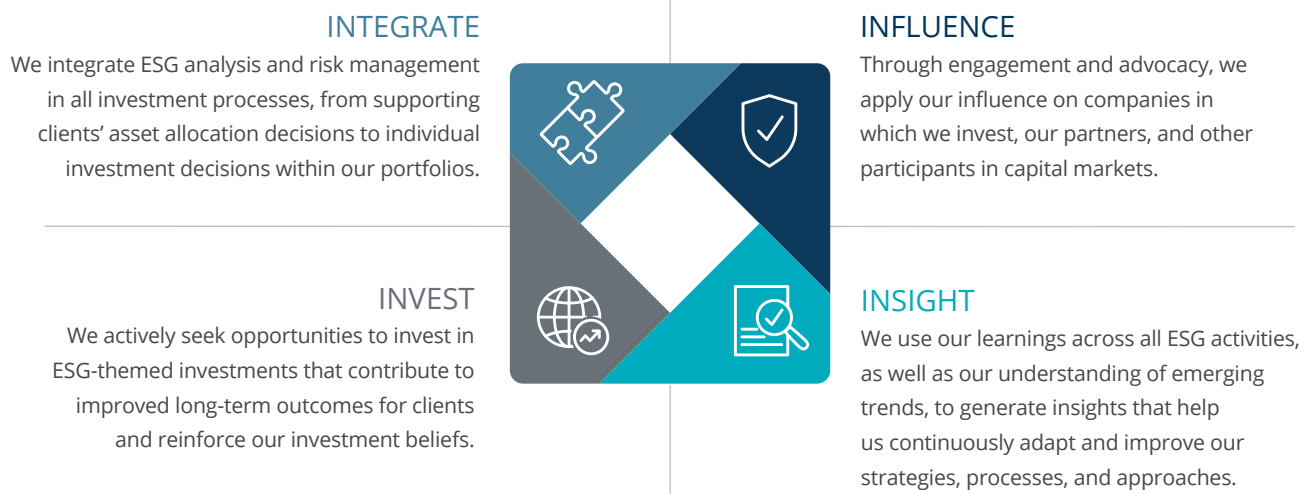 INTEGRATE
We integrate ESG analysis and risk management
in all investment processes, from supporting
clients’ asset allocation decisions to individual
investment decisions within our portfolios.
INFLUENCE
Through engagement and advocacy, we
apply our influence on companies in
which we invest, our partners, and other
participants in capital markets.
INVEST
We actively seek opportunities to invest in
ESG-themed investments that contribute to
improved long-term outcomes for clients
and reinforce our investment beliefs.
INSIGHT
We use our learnings across all ESG activities,
as well as our understanding of emerging
trends, to generate insights that help
us continuously adapt and improve our
strategies, processes, and approaches.